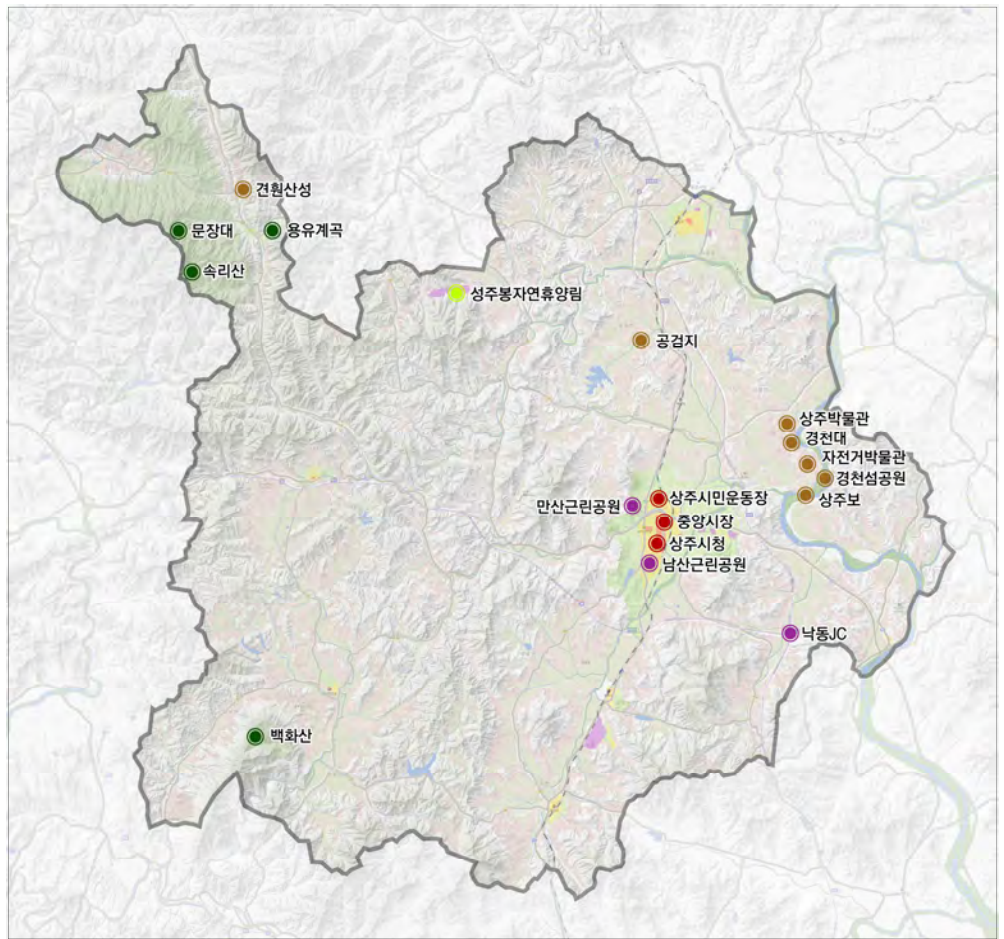 견훤산성
문장대
용유계곡
속리산
성주봉자연휴양림
공검지
상주박물관
경천대
자전거박물관
경천섬공원
상주보
상주시민운동장
만산근린공원
중앙시장
상주시청
남산근린공원
낙동JC
백화산